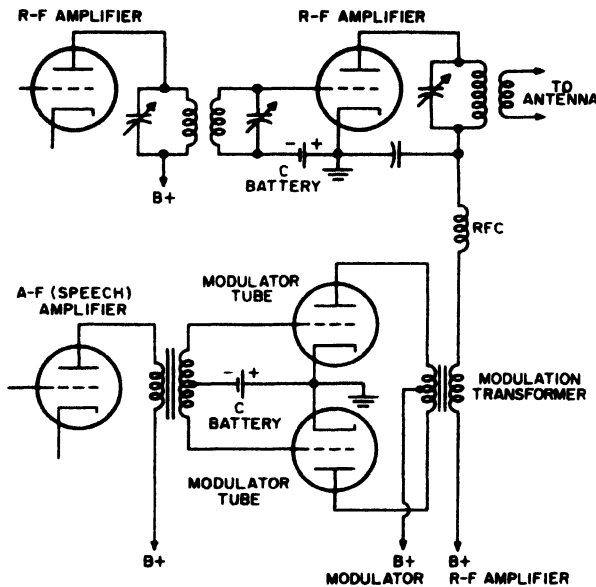 R-F AMPLIFIER
R-F AMPLIFIER
TO
ANTENNA
- +
C
BATTERY
B+
RFC
MODULATOR
TUBE
A-F (SPEECH)
AMPLIFIER
- +
C
BATTERY
MODULATION
TRANSFORMER
MODULATOR
TUBE
B+
B+
MODULATOR
B+
R-F AMPLIFIER